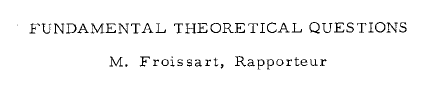 FUNDAMENTAL THEORETICAL QUESTIONS
M. Froissart, Rapporteur